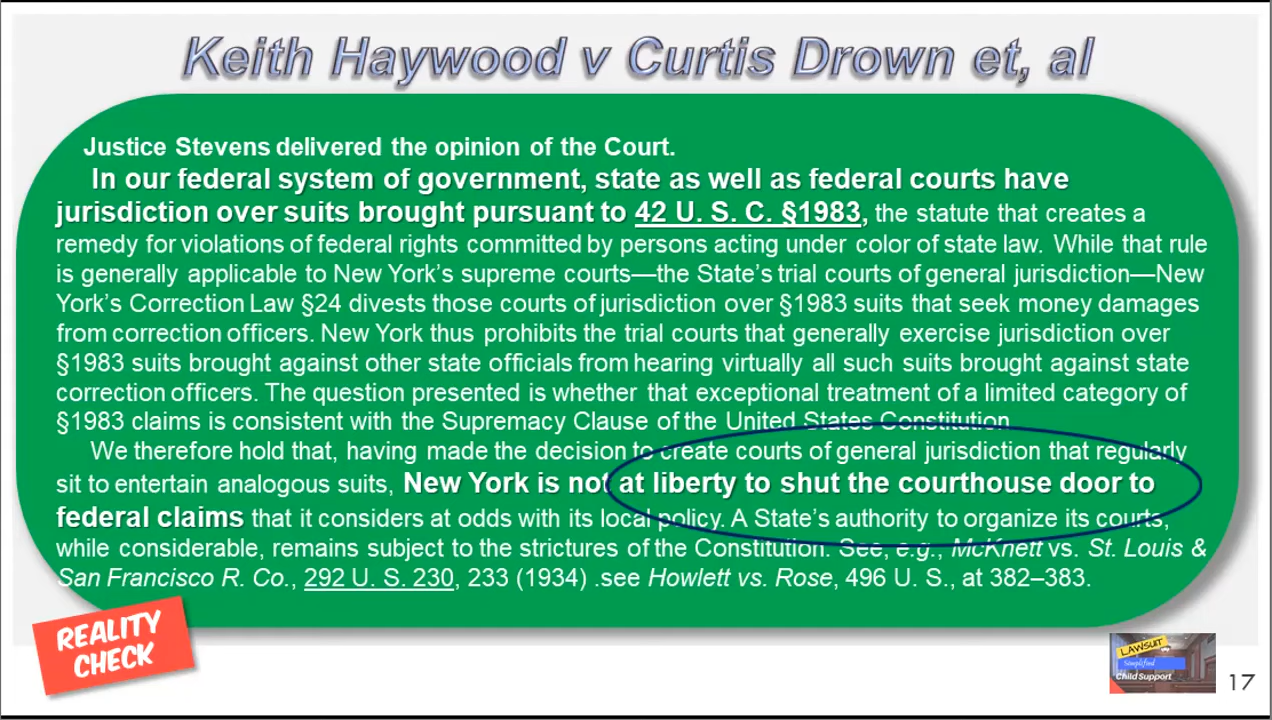 Keith Haywood v Curtis Drown et, al
Justice Stevens delivered the opinion of the Court.
In our federal system of government, state as well as federal courts have
jurisdiction over suits brought pursuant to 42 U. S. C. §1983, the statute that creates a
remedy for violations of federal rights committed by persons acting under color of state law. While that rule
is generally applicable to New York’s supreme courts—the State’s trial courts of general jurisdiction—New
York’s Correction Law §24 divests those courts of jurisdiction over §1983 suits that seek money damages
from correction officers. New York thus prohibits the trial courts that generally exercise jurisdiction over
§1983 suits brought against other state officials from hearing virtually all such suits brought against state
correction officers. The question presented is whether that exceptional treatment of a limited category of
§1983 claims is consistent with the Supremacy Clause of the United States Constitution.
We therefore hold that, having made the decision to create courts of general jurisdiction that regularly
sit to entertain analogous suits, New York is not at liberty to shut the courthouse door to
federal claims that it considers at odds with its local policy. A State’s authority to organize its courts,
while considerable, remains subject to the strictures of the Constitution. See, e.g., McKnett vs. St. Louis &
San Francisco R. Co., 292 U. S. 230, 233 (1934) .see Howlett vs. Rose, 496 U. S., at 382–383.
REALITY
CHECK
LAWSUIT
Simplified
Child Support
17